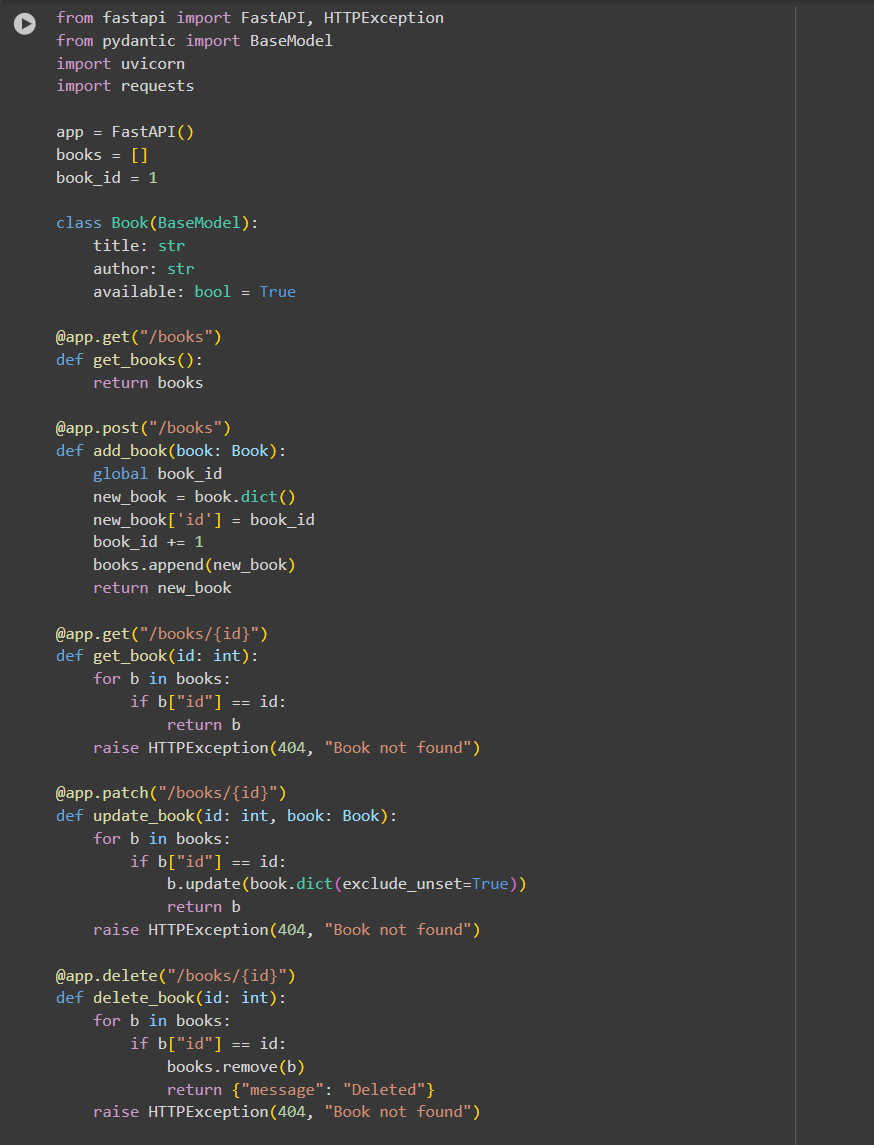 from fastapi import FastAPI, HTTPException
from pydantic import BaseModel
import uvicorn
import requests

app = FastAPI()
books = []
book_id = 1

class Book(BaseModel):
    title: str
    author: str
    available: bool = True

@app.get("/books")
def get_books():
    return books

@app.post("/books")
def add_book(book: Book):
    global book_id
    new_book = book.dict()
    new_book['id'] = book_id
    book_id += 1
    books.append(new_book)
    return new_book

@app.get("/books/{id}")
def get_book(id: int):
    for b in books:
        if b["id"] == id:
            return b
    raise HTTPException(404, "Book not found")

@app.patch("/books/{id}")
def update_book(id: int, book: Book):
    for b in books:
        if b["id"] == id:
            b.update(book.dict(exclude_unset=True))
            return b
    raise HTTPException(404, "Book not found")

@app.delete("/books/{id}")
def delete_book(id: int):
    for b in books:
        if b["id"] == id:
            books.remove(b)
            return {"message": "Deleted"}
    raise HTTPException(404, "Book not found")